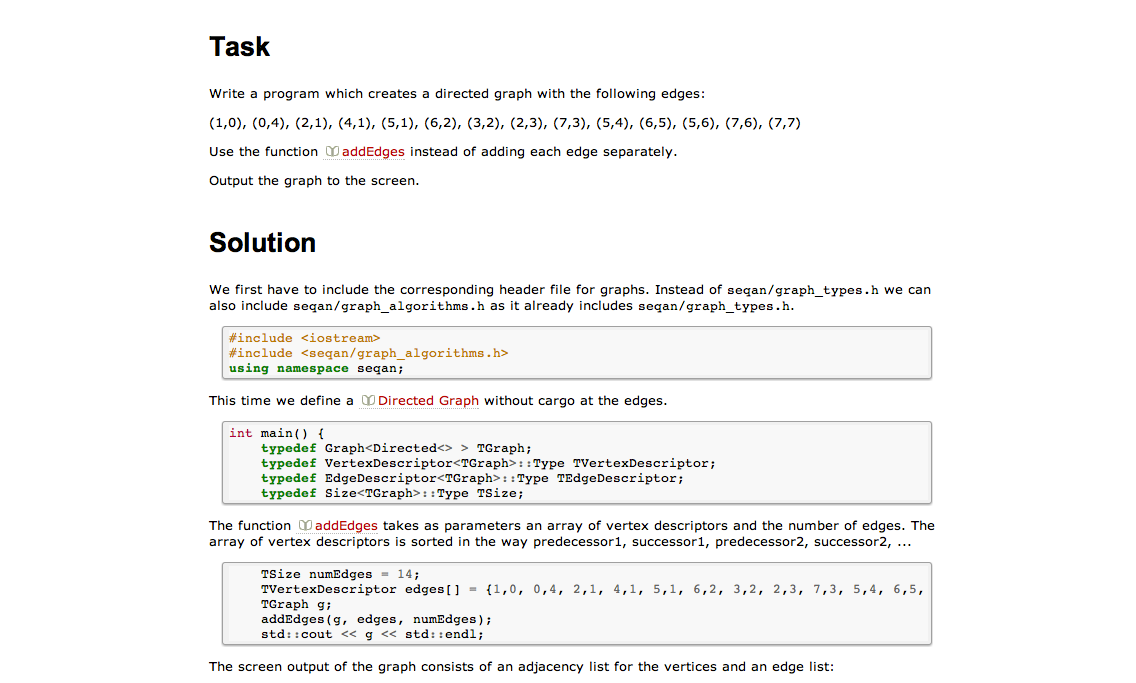 Task
Write a program which creates a directed graph with the following edges:
(1,0), (0,4), (2,1), (4,1), (5,1), (6,2), (3,2), (2,3), (7,3), (5,4), (6,5), (5,6), (7,6), (7,7)
Use the function addEdges instead of adding each edge separately.
Output the graph to the screen.
Solution
We first have to include the corresponding header file for graphs. Instead of seqan/graph_types.h we can
also include seqan/graph_algorithms.h as it already includes seqan/graph_types.h.
#include <iostream>
#include <seqan/graph_algorithms.h>
using namespace seqan;
This time we define a Directed Graph without cargo at the edges.
int main() {
    typedef Graph<Directed<> > TGraph;
    typedef VertexDescriptor<TGraph>::Type TVertexDescriptor;
    typedef EdgeDescriptor<TGraph>::Type TEdgeDescriptor;
    typedef Size<TGraph>::Type TSize;
The function addEdges takes as parameters an array of vertex descriptors and the number of edges. The
array of vertex descriptors is sorted in the way predecessor1, successor1, predecessor2, successor2, ...
    TSize numEdges = 14;
    TVertexDescriptor edges[] = {1,0, 0,4, 2,1, 4,1, 5,1, 6,2, 3,2, 2,3, 7,3, 5,4, 6,5,
    TGraph g;
    addEdges(g, edges, numEdges);
    std::cout << g << std::endl;
The screen output of the graph consists of an adjacency list for the vertices and an edge list: